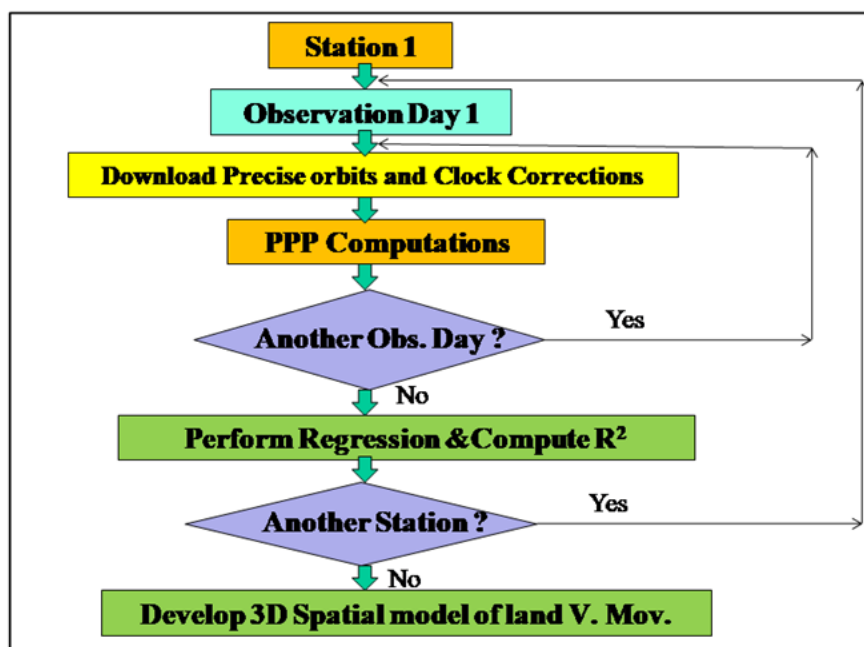 Station 1
Observation Day 1
Download Precise orbits and Clock Corrections
PPP Computations
Another Obs. Day ?
Yes
No
Perform Regression &Compute R²
Another Station ?
Yes
No
Develop 3D Spatial model of land V. Mov.